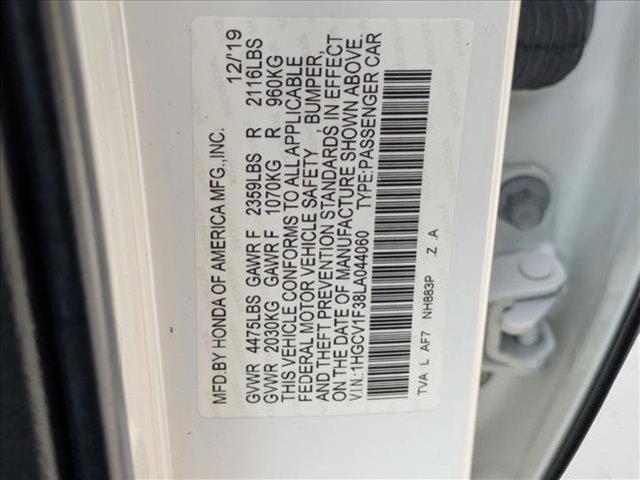 MFD.BY HONDA OF AMERICA MFG.,INC. 12/19
GVWR 4475LBS GAWR F 2359LBS R 2116LBS
GVWR 2030KG GAWR F 1070KG R 960KG
THIS VEHICLE CONFORMS TO ALL APPLICABLE
FEDERAL MOTOR VEHICLE SAFETY, BUMPER,
AND THEFT PREVENTION STANDARDS IN EFFECT
ON THE DATE OF MANUFACTURE SHOWN ABOVE.
V.I.N.:1HGCV1F38LA044060 TYPE:PASSENGER CAR
TVA L AF7 NH883P .Z .A